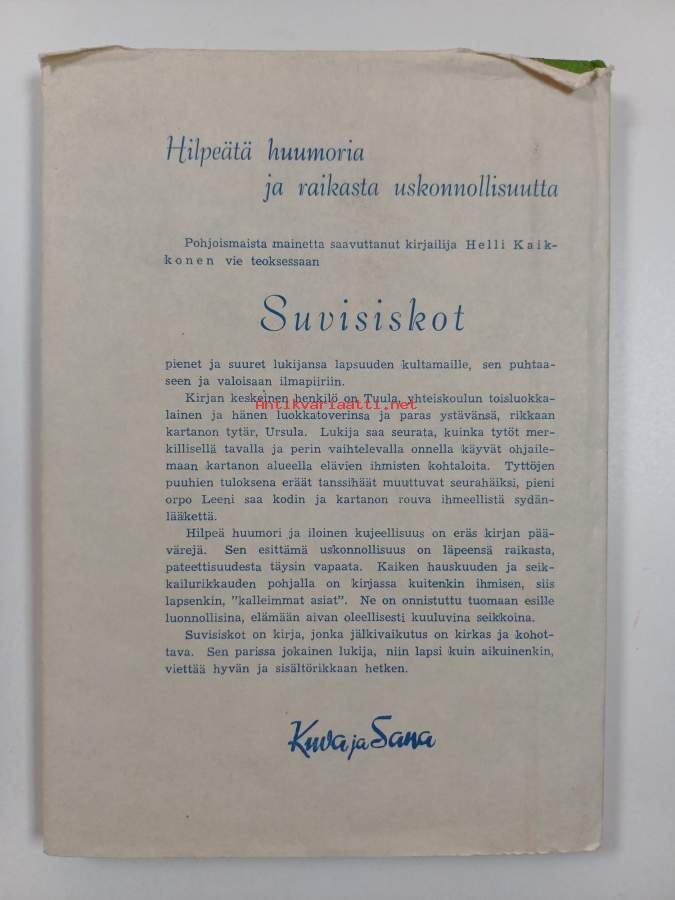 Hilpeätä huumoria
ja raikasta uskonnollisuutta
Pohjoismaista mainetta saavuttanut kirjailija Helli Kaik-
konen vie teoksessaan
Suvisiskot
pienet ja suuret lukijansa lapsuuden kultamaille, sen puhtaa-
seen ja valoisaan ilmapiiriin.
Kirjan keskeinen henkilö on Tuula, yhteiskoulun toisluokka-
Antikvariaatti.net
lainen ja hänen luokkatoverinsa ja paras ystävänsä, rikkaan
kartanon tytär, Ursula. Lukija saa seurata, kuinka tytöt mer-
killisellä tavalla ja perin vaihtelevalla onnella käyvät ohjaile-
maan kartanon alueella elävien ihmisten kohtaloita. Tyttöjen
puuhien tuloksena eräät tanssihäät muuttuvat seurahäiksi, pieni
orpo Leeni saa kodin ja kartanon rouva ihmeellistä sydän-
lääkettä.
Hilpeä huumori ja iloinen kujeellisuus on eräs kirjan pää-
värejä. Sen esittämä uskonnollisuus on läpeensä raikasta,
pateettisuudesta täysin vapaata. Kaiken hauskuuden ja seik-
kailurikkauden pohjalla on kirjassa kuitenkin ihmisen, siis
lapsenkin, "kalleimmat asiat". Ne on onnistuttu tuomaan esille
luonnollisina, elämään aivan oleellisesti kuuluvina seikkoina.
Suvisiskot on kirja, jonka jälkivaikutus on kirkas ja kohot-
tava. Sen parissa jokainen lukija, niin lapsi kuin aikuinenkin,
viettää hyvän ja sisältörikkaan hetken.
Kuva ja Sana